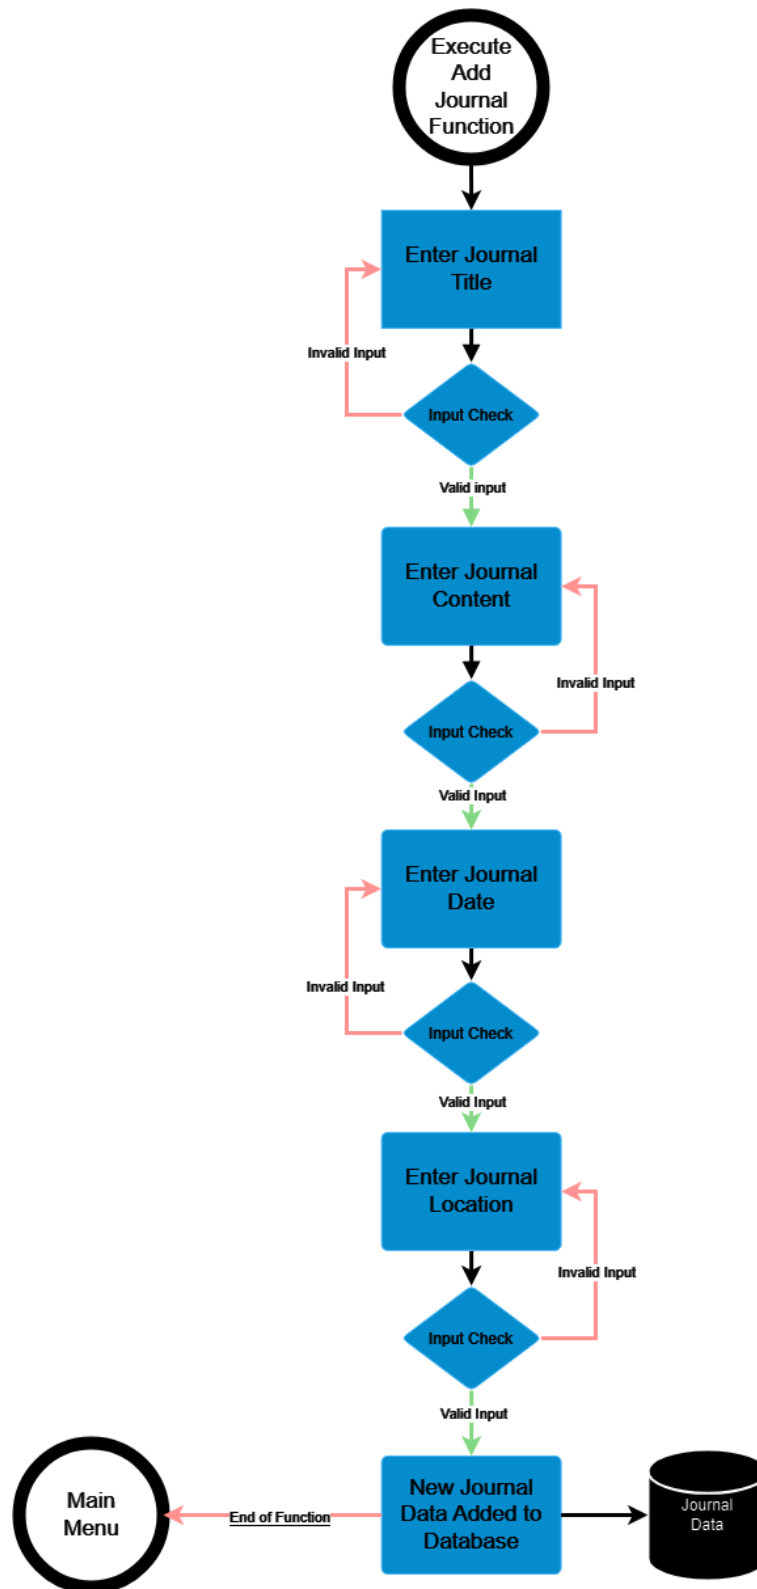 Execute
Add
Journal
Function
Enter Journal
Title
Invalid Input
Input Check
Valid input
Enter Journal
Content
Invalid Input
Input Check
Valid Input
Enter Journal
Date
Invalid Input
Input Check
Valid Input
Enter Journal
Location
Invalid Input
Input Check
Valid Input
Main
Menu
End of Function
New Journal
Data Added to
Database
Journal
Data